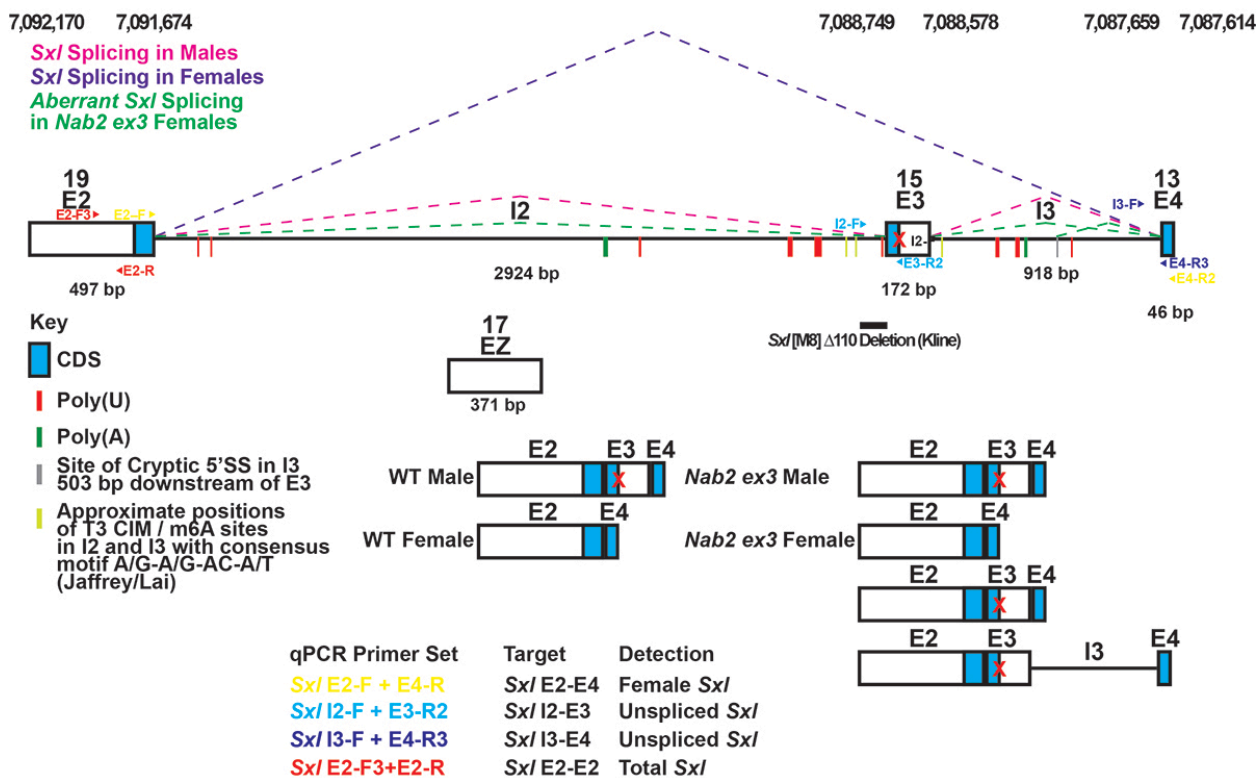 7,092,170 7,091,674 7,088,749 7,088,578 7,087,659 7,087,614
Sxl Splicing in Males
Sxl Splicing in Females
Aberrant Sxl Splicing
in Nab2 ex3 Females
19 15 13
E2 E3 E4
E2-F3 E2-F I2 I2-F I3 I3-F
X I2-
E2-R E3-R2 E4-R3
E4-R2
497 bp 2924 bp 172 bp 918 bp 46 bp
Sxl [M8] Δ110 Deletion (Kline)
Key
CDS
Poly(U)
Poly(A)
Site of Cryptic 5'SS in I3
503 bp downstream of E3
Approximate positions
of T3 CIM / m6A sites
in I2 and I3 with consensus
motif A/G-A/G-AC-A/T
(Jaffrey/Lai)
17
EZ
371 bp
E2 E3 E4
WT Male X
E2 E4
WT Female
E2 E3 E4
Nab2 ex3 Male X
E2 E4
Nab2 ex3 Female
E2 E3 E4
X
E2 E3 I3 E4
X
qPCR Primer Set Target Detection
Sxl E2-F + E4-R Sxl E2-E4 Female Sxl
Sxl I2-F + E3-R2 Sxl I2-E3 Unspliced Sxl
Sxl I3-F + E4-R3 Sxl I3-E4 Unspliced Sxl
Sxl E2-F3+E2-R Sxl E2-E2 Total Sxl